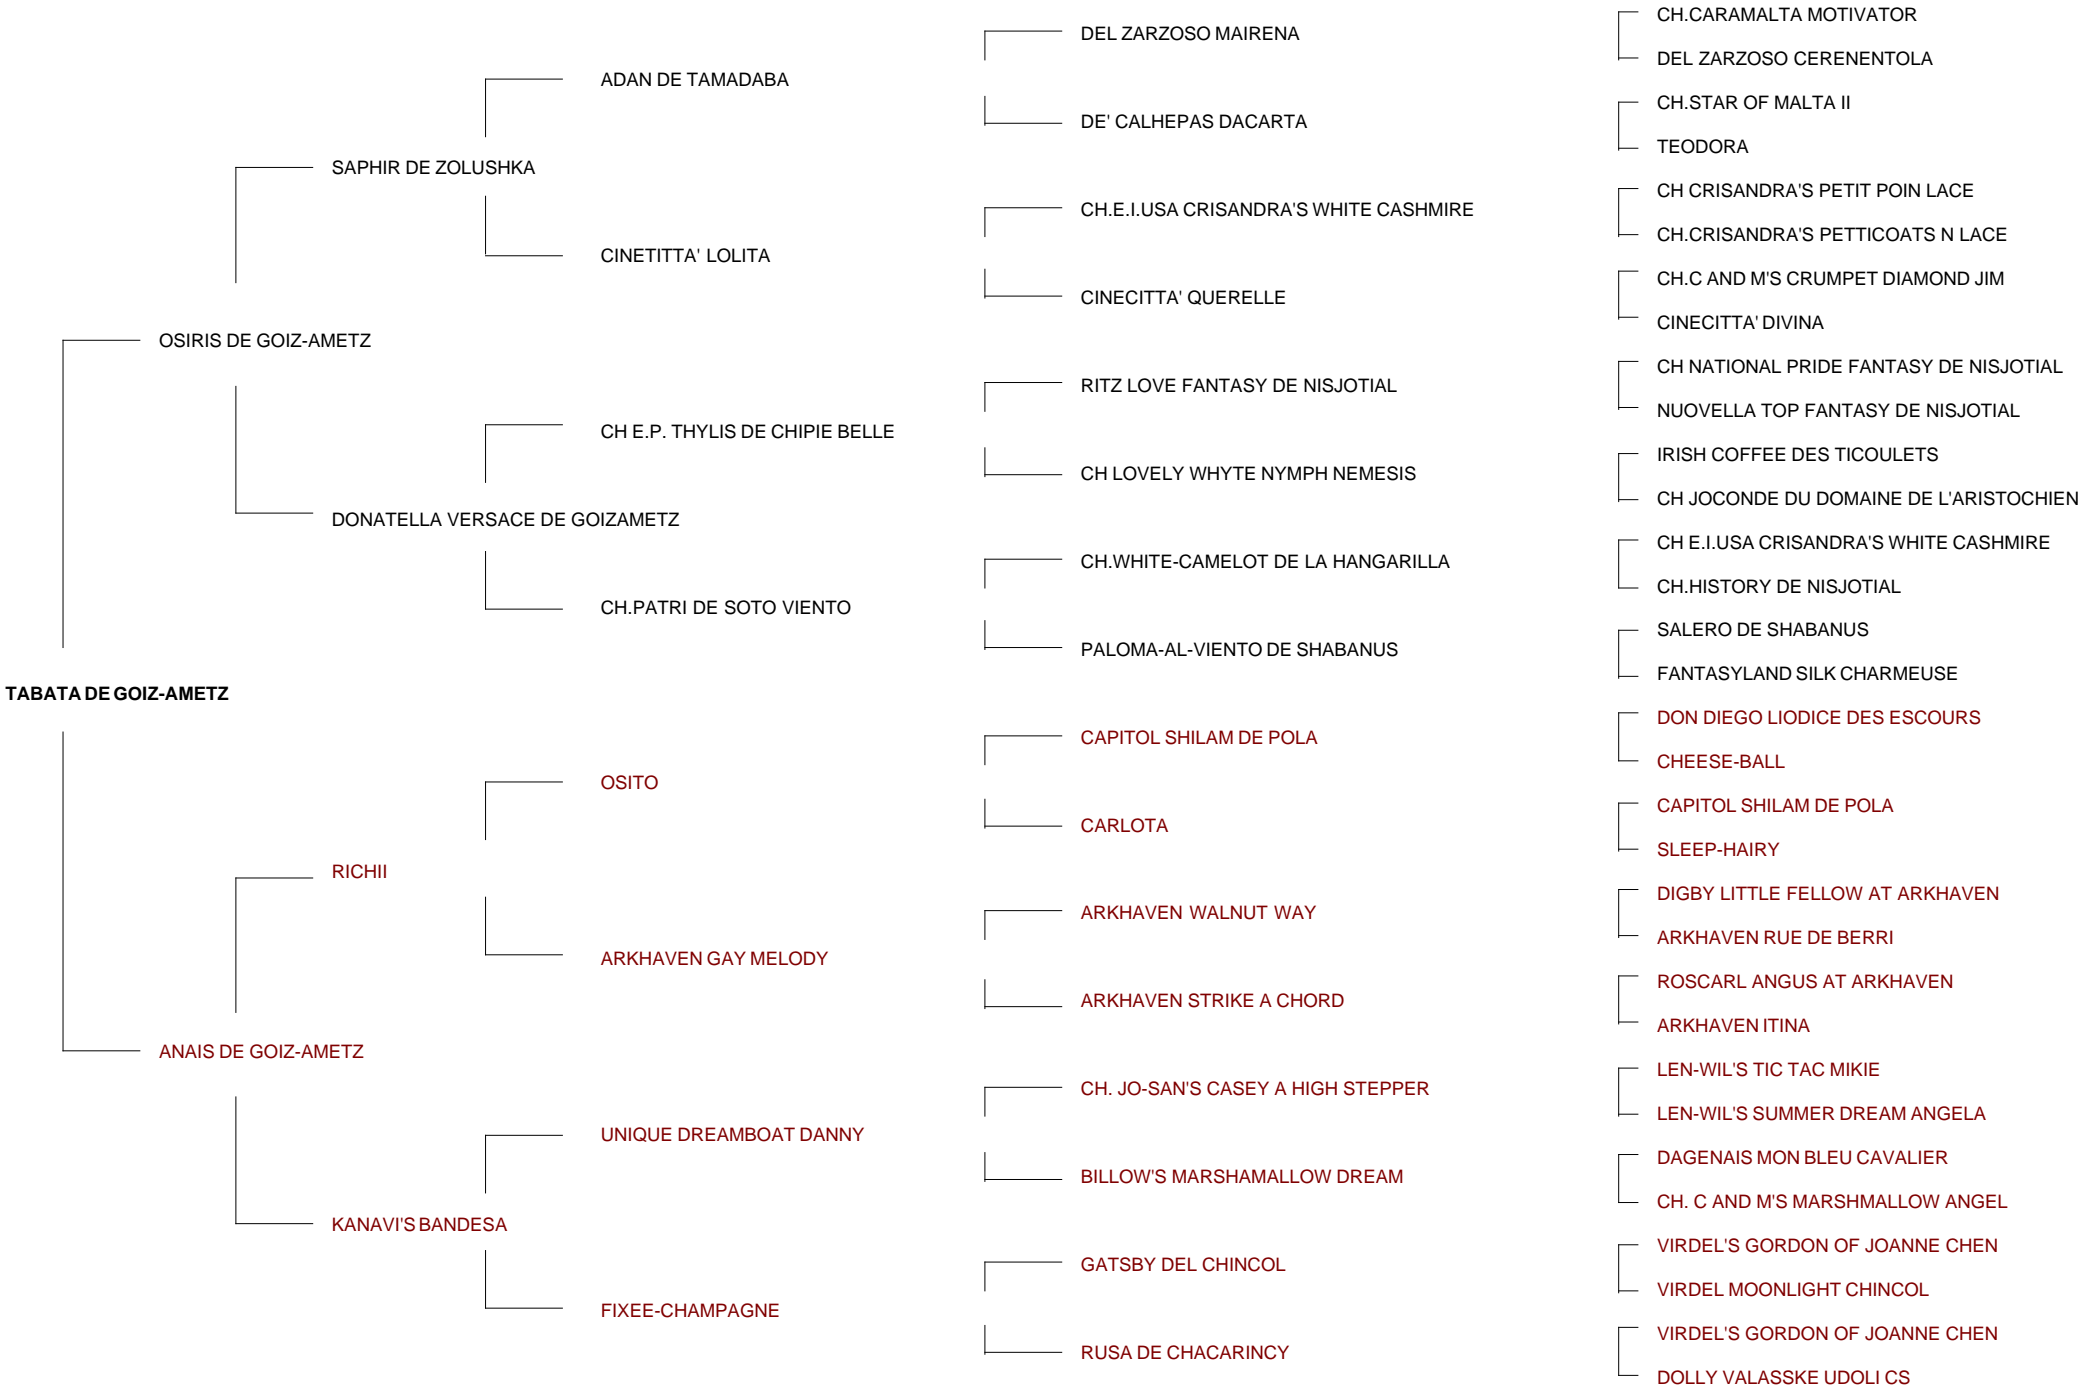 CH.CARAMALTA MOTIVATOR
DEL ZARZOSO MAIRENA
DEL ZARZOSO CERENENTOLA
ADAN DE TAMADABA
CH.STAR OF MALTA II
DE' CALHEPAS DACARTA
TEODORA
SAPHIR DE ZOLUSHKA
CH CRISANDRA'S PETIT POIN LACE
CH.E.I.USA CRISANDRA'S WHITE CASHMIRE
CH.CRISANDRA'S PETTICOATS N LACE
CINETITTA' LOLITA
CH.C AND M'S CRUMPET DIAMOND JIM
CINECITTA' QUERELLE
CINECITTA' DIVINA
OSIRIS DE GOIZ-AMETZ
CH NATIONAL PRIDE FANTASY DE NISJOTIAL
RITZ LOVE FANTASY DE NISJOTIAL
NUOVELLA TOP FANTASY DE NISJOTIAL
CH E.P. THYLIS DE CHIPIE BELLE
IRISH COFFEE DES TICOULETS
CH LOVELY WHYTE NYMPH NEMESIS
CH JOCONDE DU DOMAINE DE L'ARISTOCHIEN
DONATELLA VERSACE DE GOIZAMETZ
CH E.I.USA CRISANDRA'S WHITE CASHMIRE
CH.WHITE-CAMELOT DE LA HANGARILLA
CH.HISTORY DE NISJOTIAL
CH.PATRI DE SOTO VIENTO
SALERO DE SHABANUS
PALOMA-AL-VIENTO DE SHABANUS
FANTASYLAND SILK CHARMEUSE
TABATA DE GOIZ-AMETZ
DON DIEGO LIODICE DES ESCOURS
CAPITOL SHILAM DE POLA
CHEESE-BALL
OSITO
CAPITOL SHILAM DE POLA
CARLOTA
SLEEP-HAIRY
RICHII
DIGBY LITTLE FELLOW AT ARKHAVEN
ARKHAVEN WALNUT WAY
ARKHAVEN RUE DE BERRI
ARKHAVEN GAY MELODY
ROSCARL ANGUS AT ARKHAVEN
ARKHAVEN STRIKE A CHORD
ARKHAVEN ITINA
ANAIS DE GOIZ-AMETZ
LEN-WIL'S TIC TAC MIKIE
CH. JO-SAN'S CASEY A HIGH STEPPER
LEN-WIL'S SUMMER DREAM ANGELA
UNIQUE DREAMBOAT DANNY
DAGENAIS MON BLEU CAVALIER
BILLOW'S MARSHAMALLOW DREAM
CH. C AND M'S MARSHMALLOW ANGEL
KANAVI'S BANDESA
VIRDEL'S GORDON OF JOANNE CHEN
GATSBY DEL CHINCOL
VIRDEL MOONLIGHT CHINCOL
FIXEE-CHAMPAGNE
VIRDEL'S GORDON OF JOANNE CHEN
RUSA DE CHACARINCY
DOLLY VALASSKE UDOLI CS